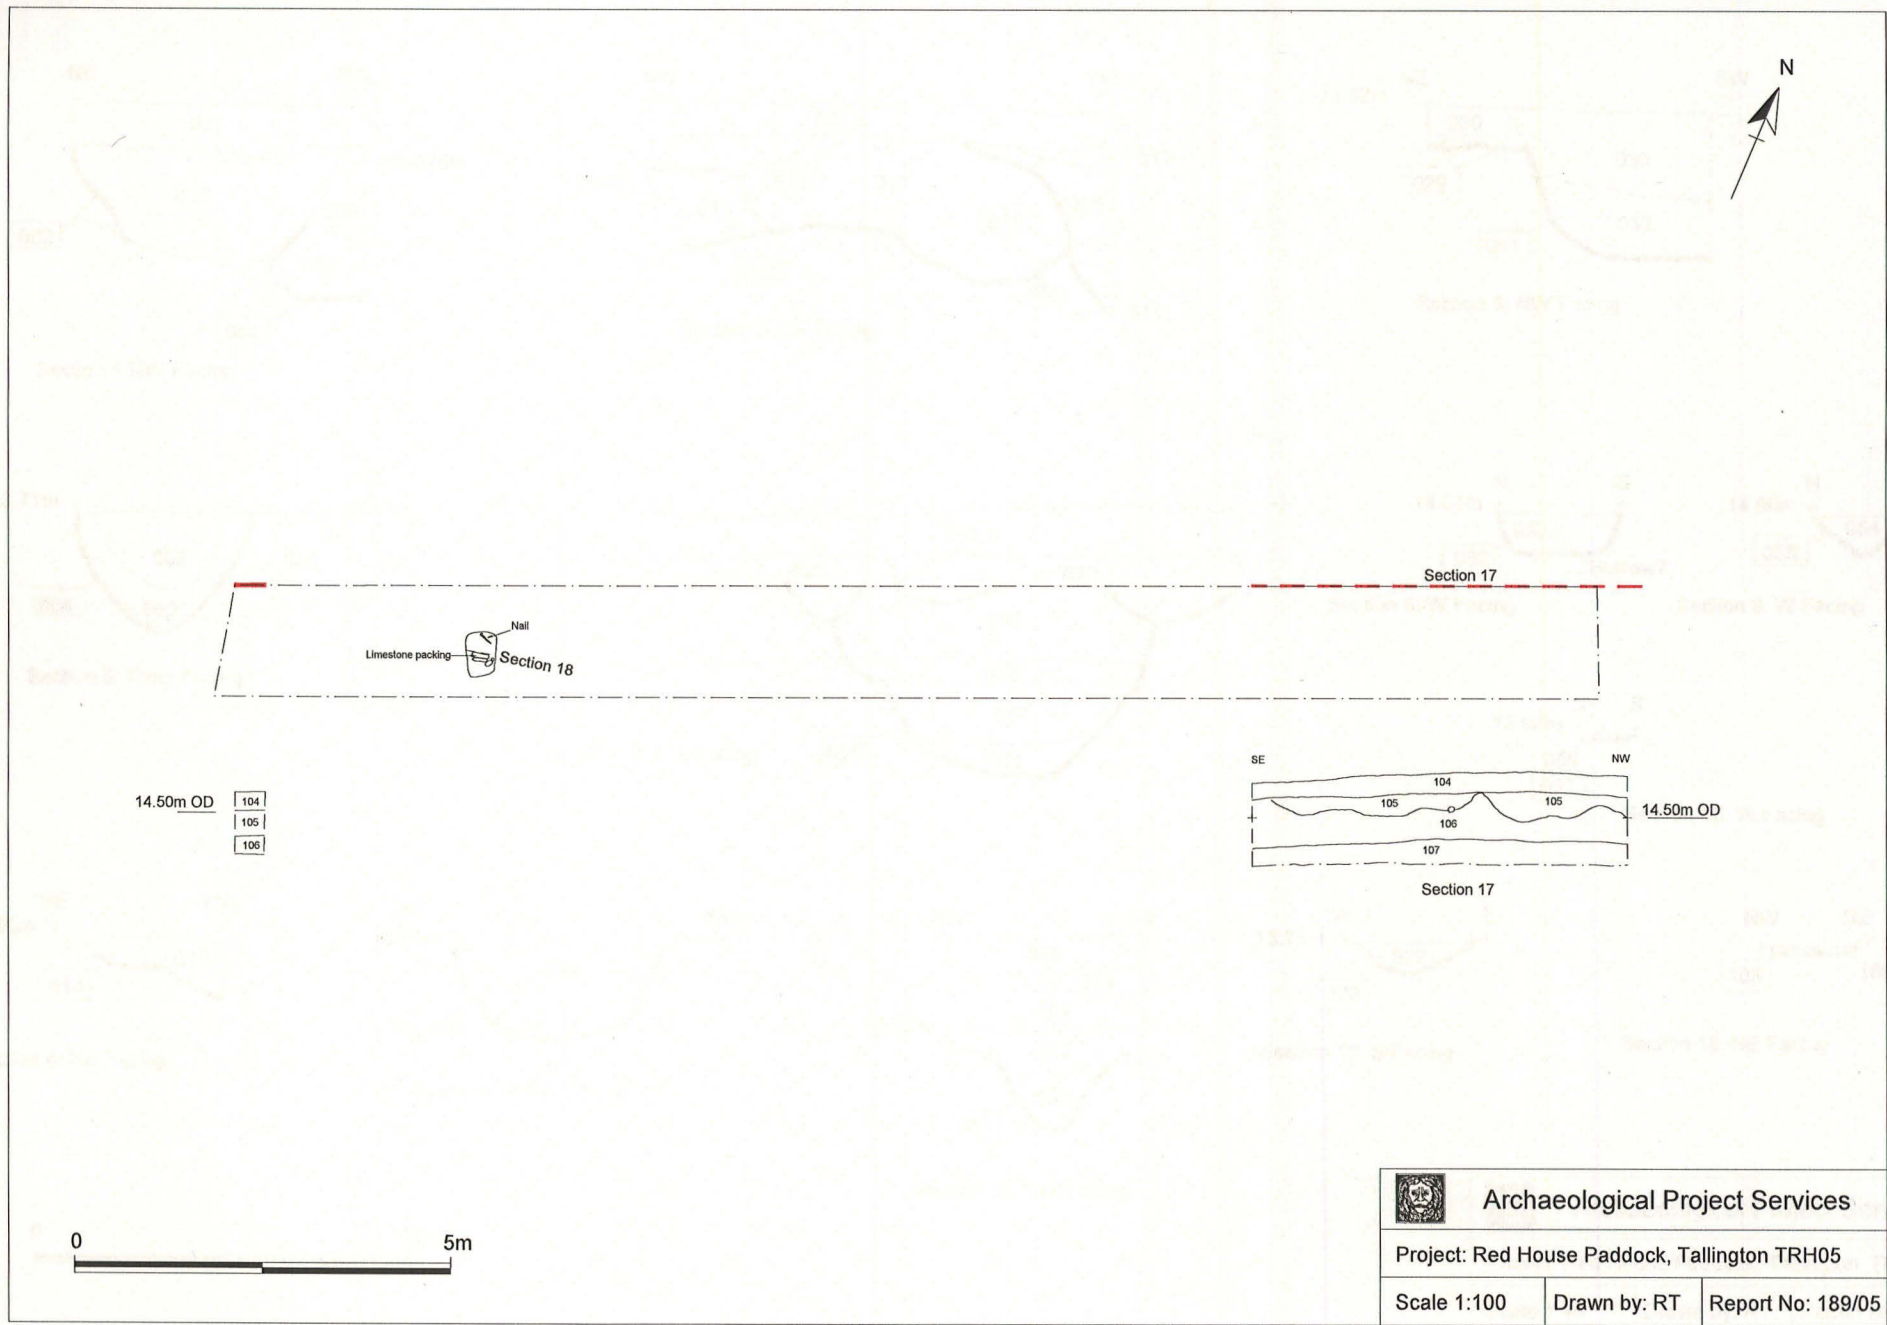 N
Section 17
Nail
Limestone packing
Section 18
SE
NW
14.50m OD
104
105
106
104
105
105
106
107
14.50m OD
Section 17
0
5m
Archaeological Project Services
Project: Red House Paddock, Tallington TRH05
Scale 1:100
Drawn by: RT
Report No: 189/05